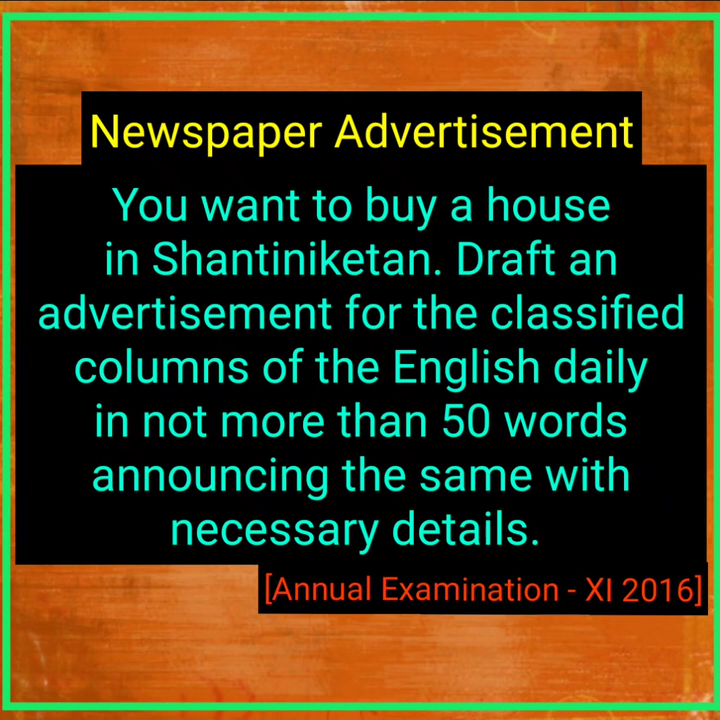 Newspaper Advertisement
You want to buy a house
in Shantiniketan. Draft an
advertisement for the classified
columns of the English daily
in not more than 50 words
announcing the same with
necessary details.
[Annual Examination - XI 2016]